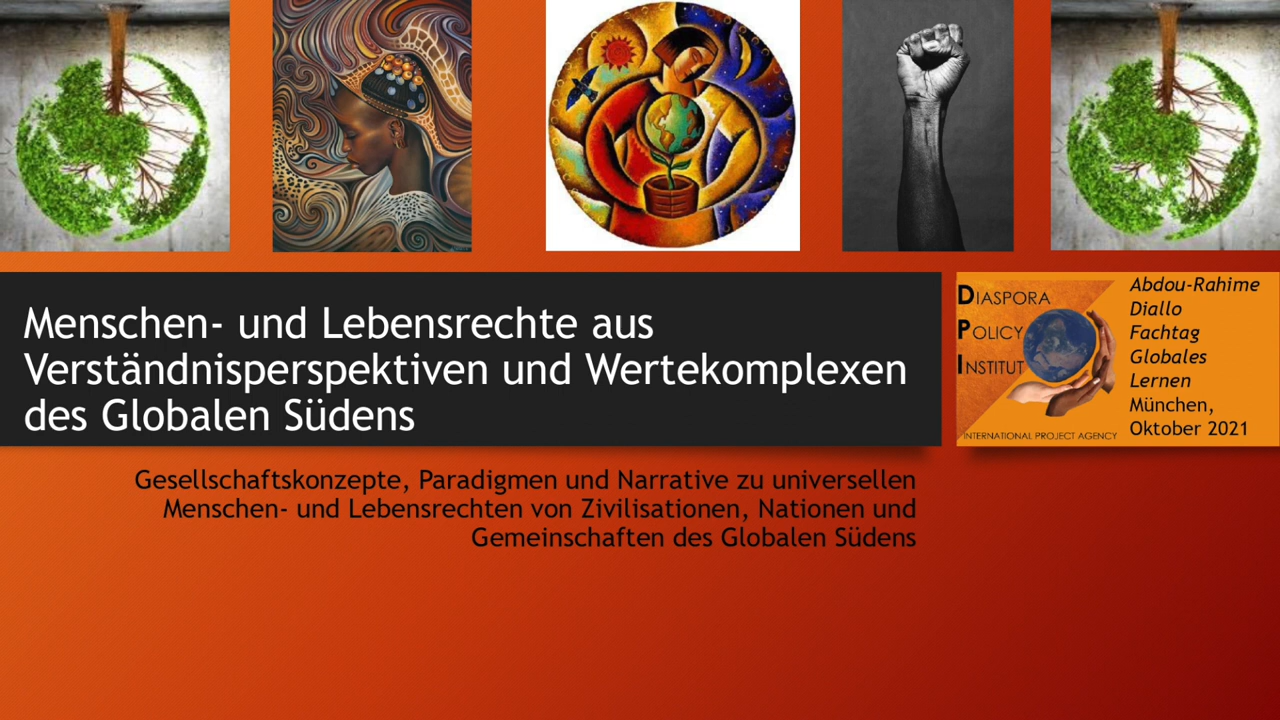 Menschen- und Lebensrechte aus
Verständnisperspektiven und Wertekomplexen
des Globalen Südens
DIASPORA
POLICY
INSTITUT
INTERNATIONAL PROJECT AGENCY
Abdou-Rahime
Diallo
Fachtag
Globales
Lernen
München,
Oktober 2021
Gesellschaftskonzepte, Paradigmen und Narrative zu universellen
Menschen- und Lebensrechten von Zivilisationen, Nationen und
Gemeinschaften des Globalen Südens